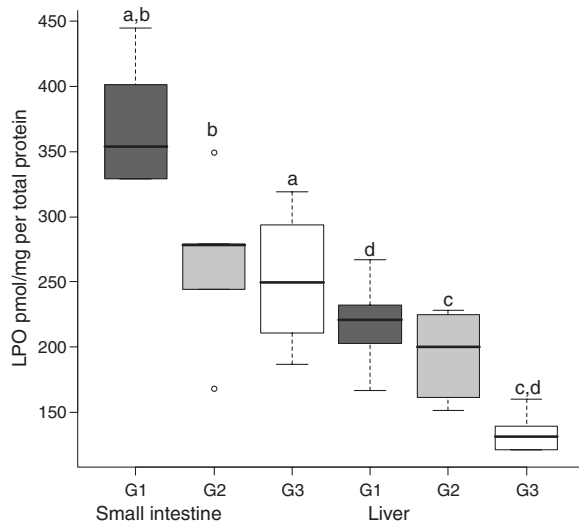 LPO pmol/mg per total protein
450
400
350
300
250
200
150
a,b
b
a
d
c
c,d
G1 G2 G3 G1 G2 G3
Small intestine Liver